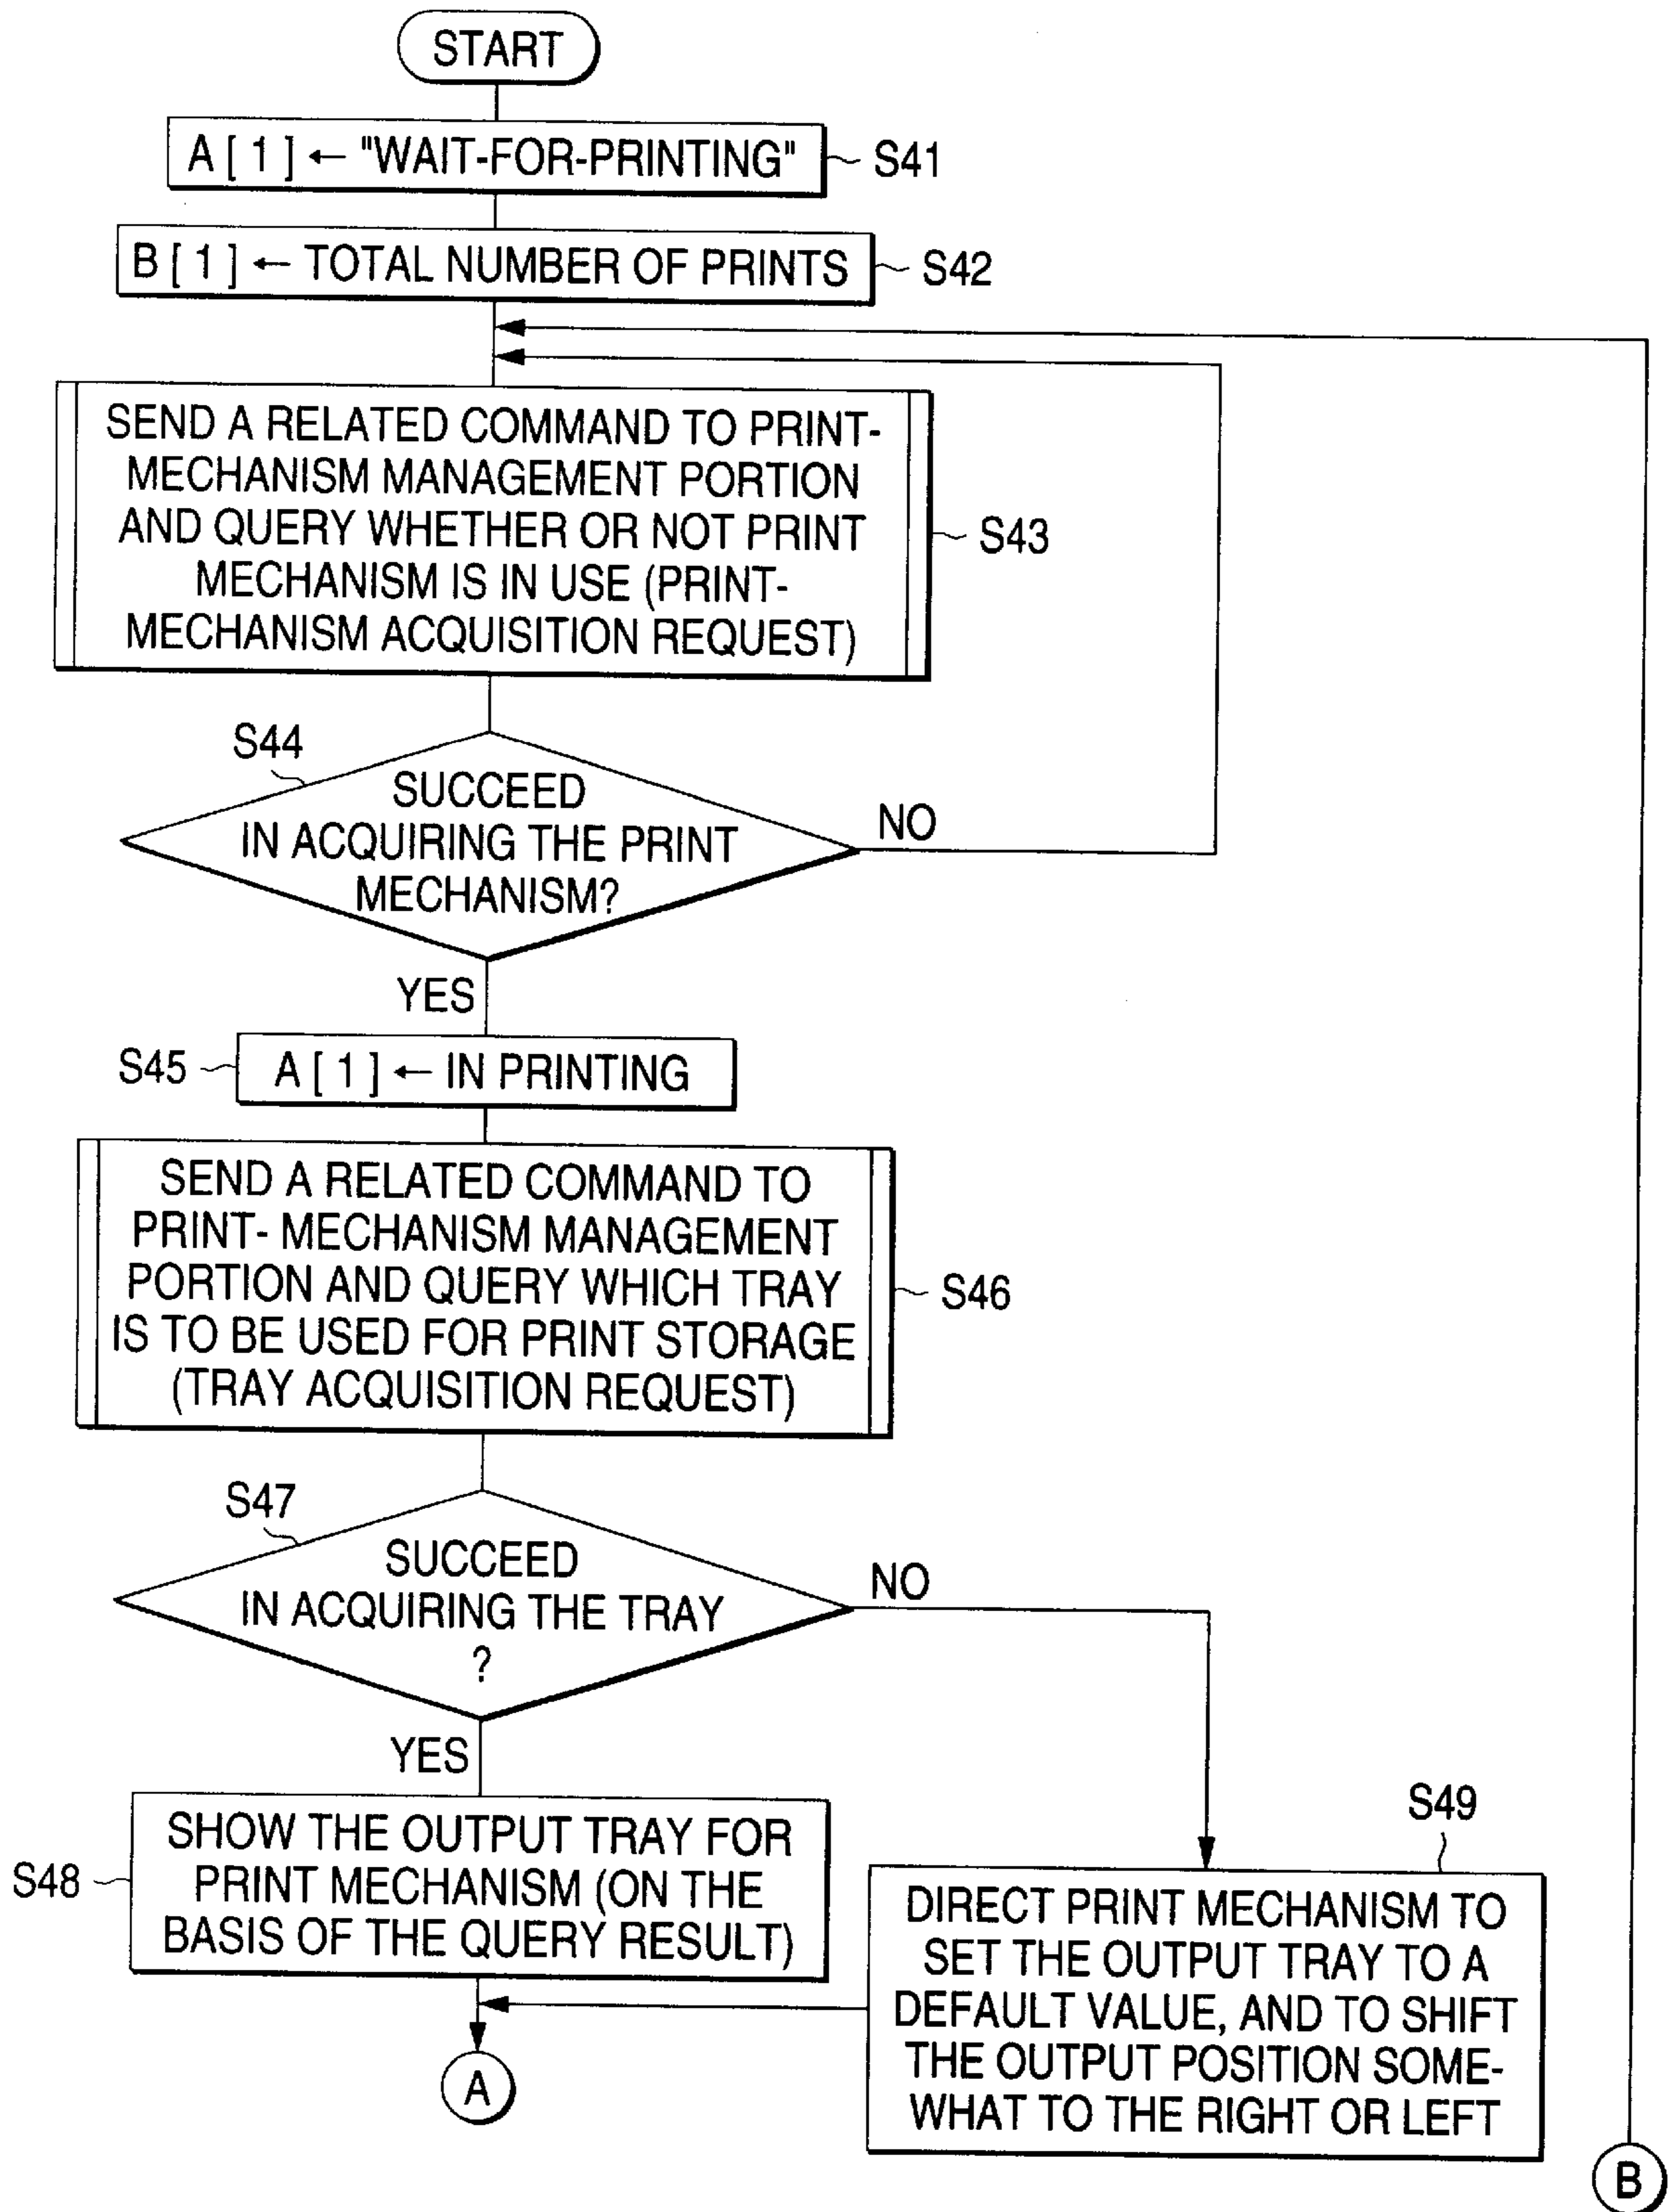 START
A [ 1 ] ← "WAIT-FOR-PRINTING"
S41
B [ 1 ] ← TOTAL NUMBER OF PRINTS
S42
SEND A RELATED COMMAND TO PRINT-
MECHANISM MANAGEMENT PORTION
AND QUERY WHETHER OR NOT PRINT
MECHANISM IS IN USE (PRINT-
MECHANISM ACQUISITION REQUEST)
S43
S44
SUCCEED
IN ACQUIRING THE PRINT
MECHANISM?
NO
YES
S45
A [ 1 ] ← IN PRINTING
SEND A RELATED COMMAND TO
PRINT- MECHANISM MANAGEMENT
PORTION AND QUERY WHICH TRAY
IS TO BE USED FOR PRINT STORAGE
(TRAY ACQUISITION REQUEST)
S46
S47
SUCCEED
IN ACQUIRING THE TRAY
?
NO
YES
S48
SHOW THE OUTPUT TRAY FOR
PRINT MECHANISM (ON THE
BASIS OF THE QUERY RESULT)
S49
DIRECT PRINT MECHANISM TO
SET THE OUTPUT TRAY TO A
DEFAULT VALUE, AND TO SHIFT
THE OUTPUT POSITION SOME-
WHAT TO THE RIGHT OR LEFT
A
B